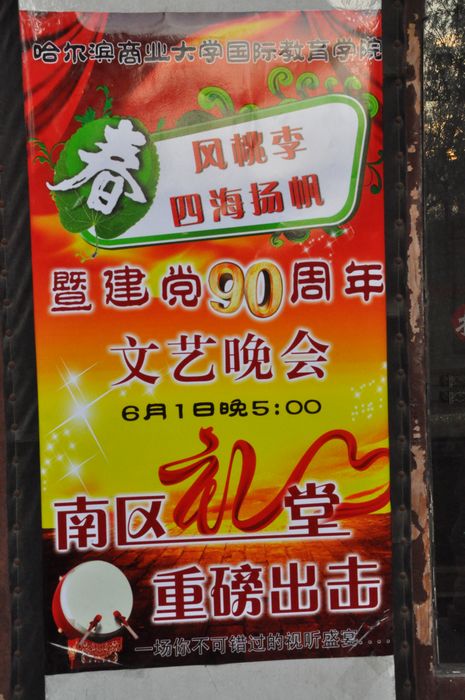 哈尔滨商业大学国际教育学院
春风桃李
四海扬帆
暨建党90周年
文艺晚会
6月1日晚5:00
南区礼堂
重磅出击
一场你不可错过的视听盛宴....